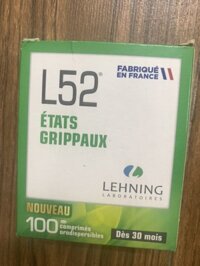 FABRIQUÉ
EN FRANCE
L52®
ÉTATS
GRIPPAUX
LEHNING
LABORATOIRES
NOUVEAU
100 comprimés
orodispersibles
Dès 30 mois